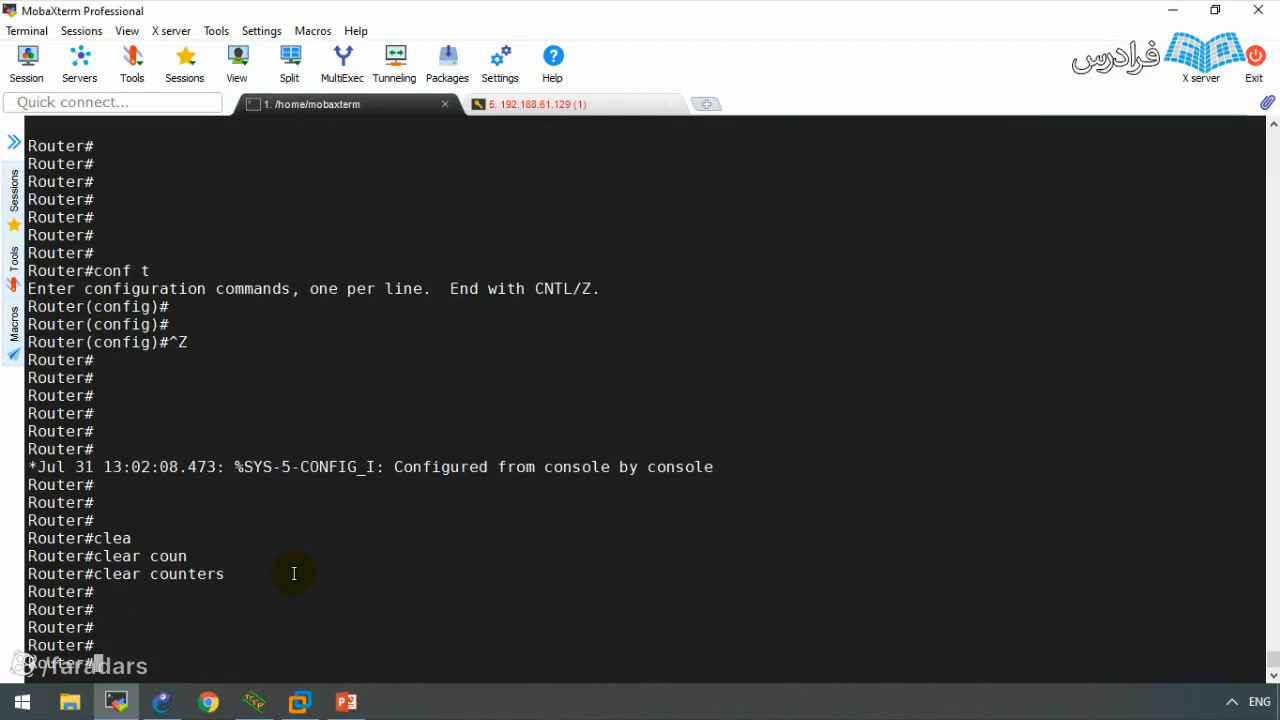 MobaXterm Professional
Terminal Sessions View X server Tools Settings Macros Help
فرادرس
Session Servers Tools Sessions View Split MultiExec Tunneling Packages Settings Help X server Exit
Quick connect...
1. /home/mobaxterm
5. 192.168.61.129 (1)
Sessions
Tools
Macros
Router#
Router#
Router#
Router#
Router#
Router#
Router#
Router#conf t
Enter configuration commands, one per line.  End with CNTL/Z.
Router(config)#
Router(config)#
Router(config)#^Z
Router#
Router#
Router#
Router#
Router#
Router#
*Jul 31 13:02:08.473: %SYS-5-CONFIG_I: Configured from console by console
Router#
Router#
Router#
Router#clea
Router#clear coun
Router#clear counters
Router#
Router#
Router#
Router#
Router#
/faradars
ENG